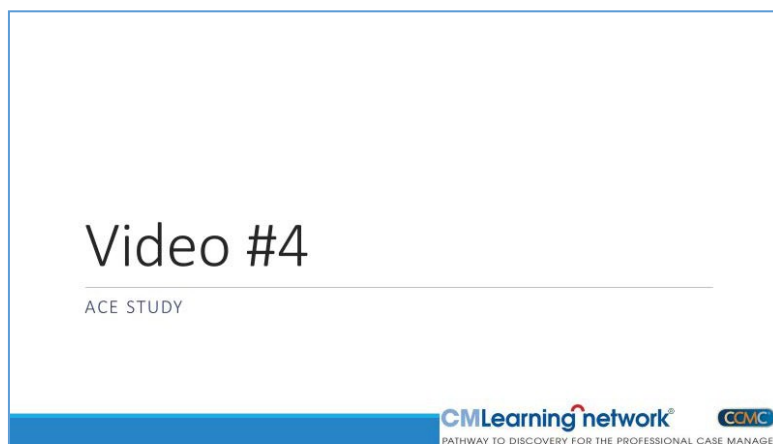 Video #4
ACE STUDY
CMLearning network®
CCMC
PATHWAY TO DISCOVERY FOR THE PROFESSIONAL CASE MANAGE